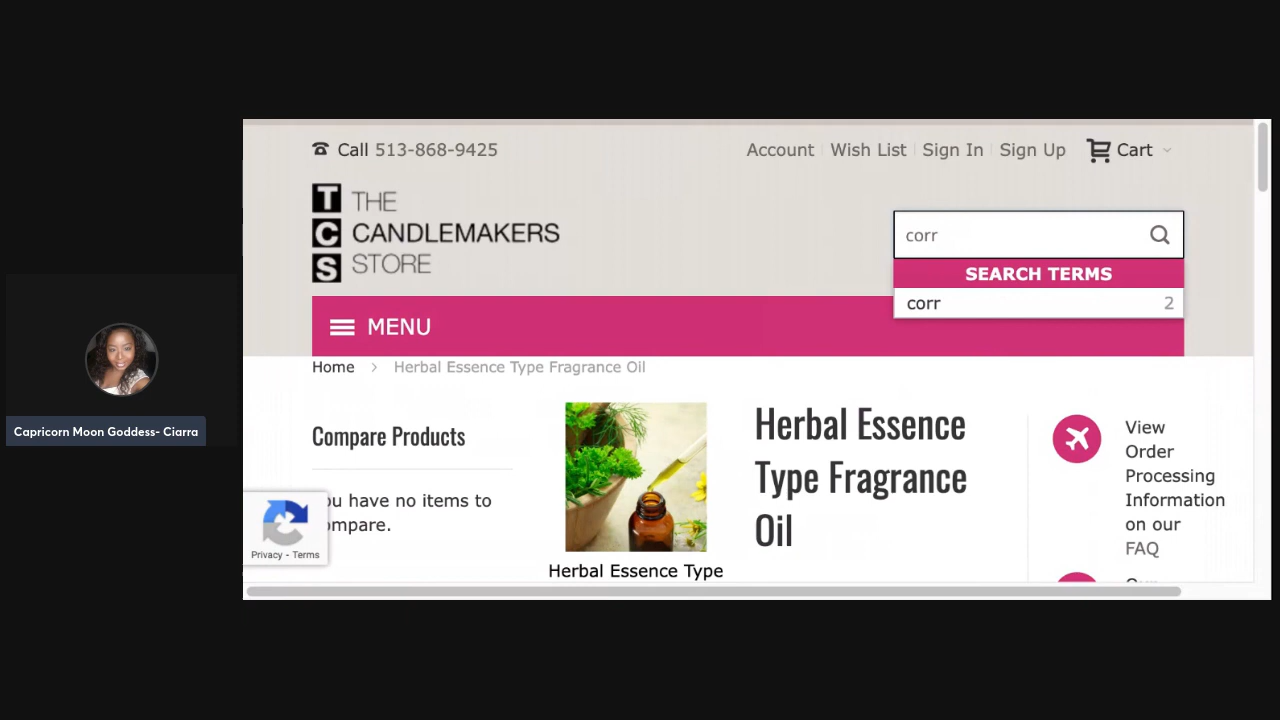 Call 513-868-9425
Account Wish List Sign In Sign Up Cart
T THE
C CANDLEMAKERS
S STORE
corr
SEARCH TERMS
corr 2
MENU
Home > Herbal Essence Type Fragrance Oil
Compare Products
You have no items to
compare.
Privacy - Terms
Herbal Essence Type
Herbal Essence
Type Fragrance
Oil
View
Order
Processing
Information
on our
FAQ
Capricorn Moon Goddess- Ciarra